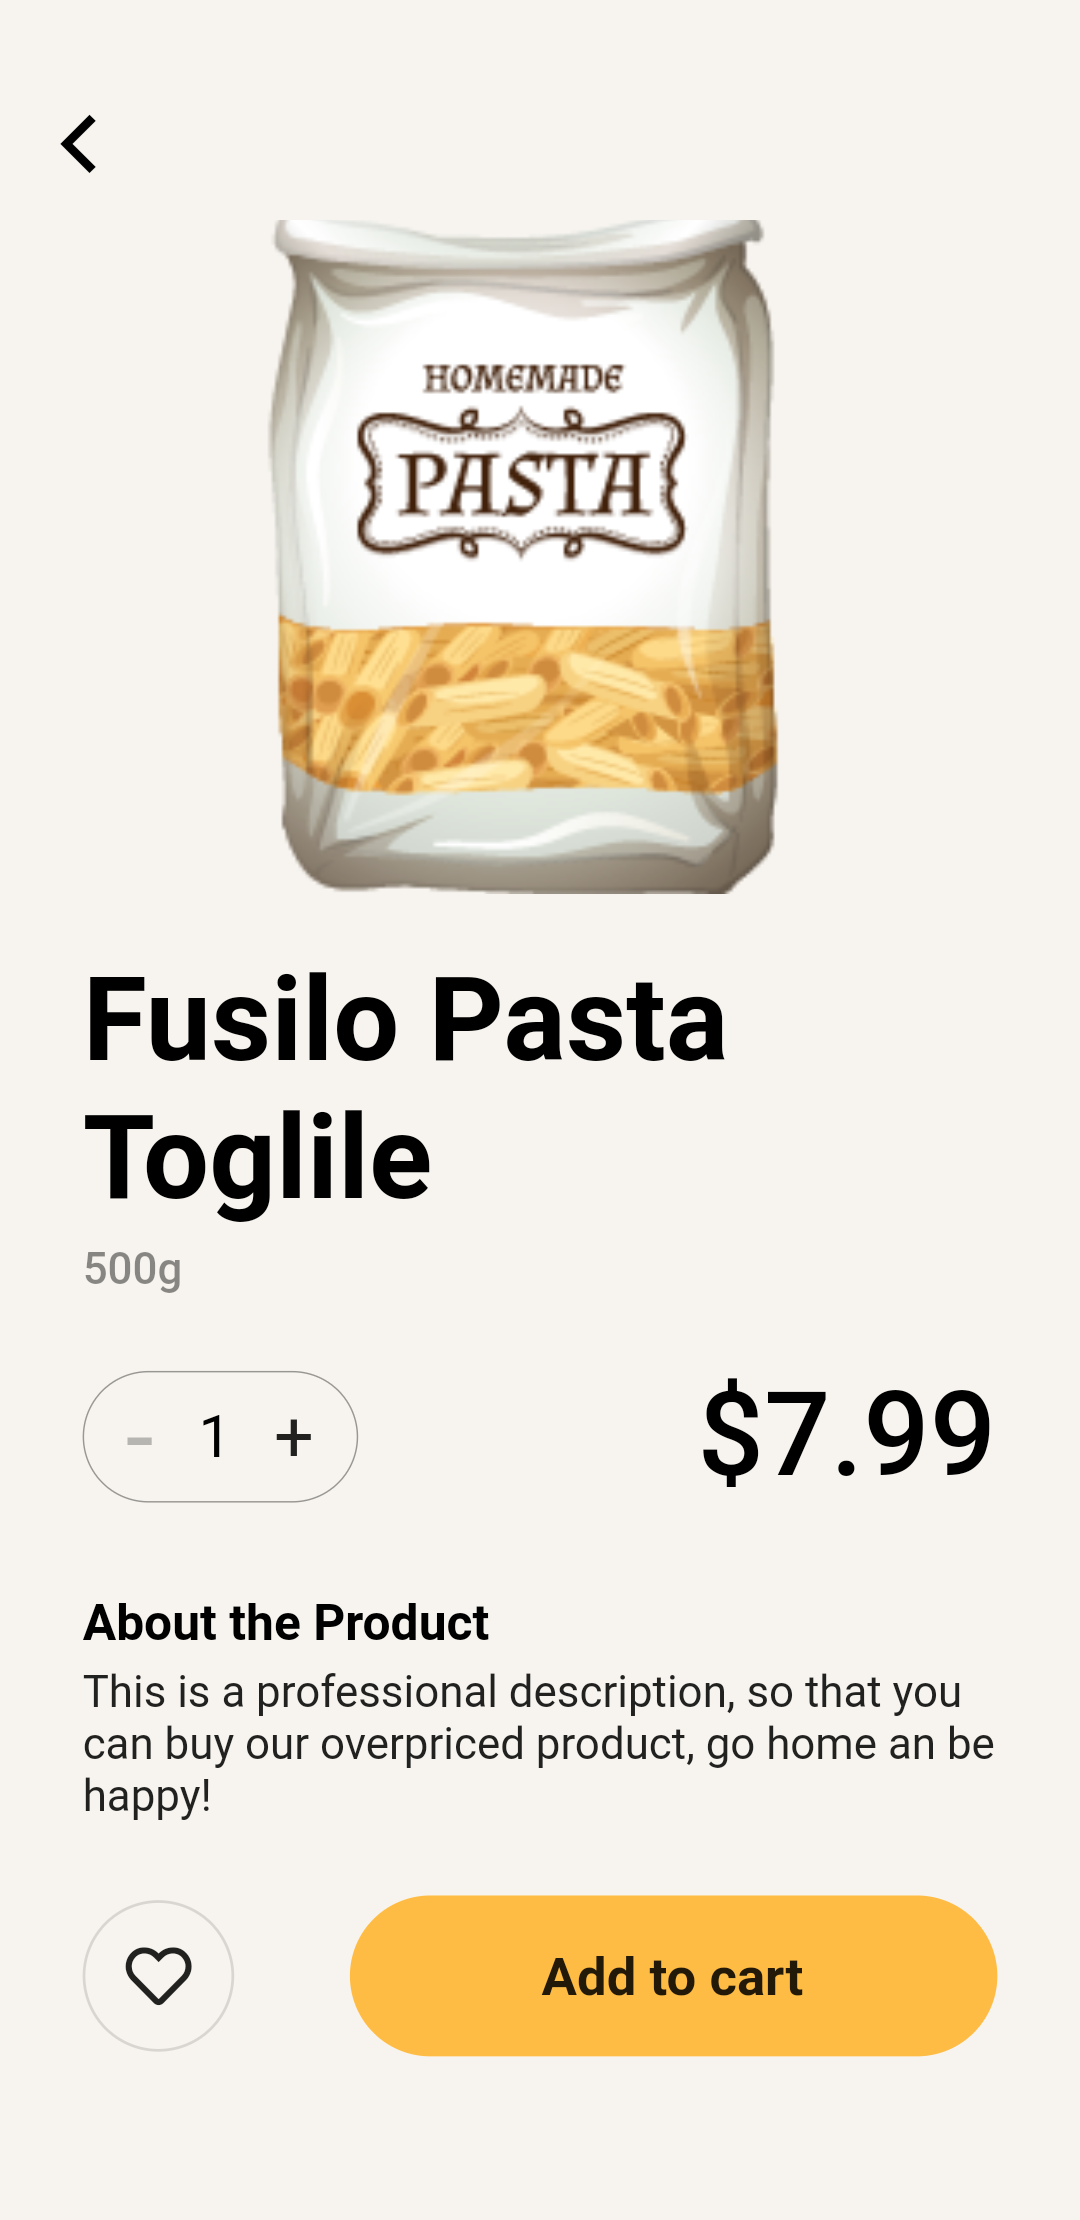 HOMEMADE
PASTA
Fusilo Pasta
Toglile
500g
- 1 +
$7.99
About the Product
This is a professional description, so that you
can buy our overpriced product, go home an be
happy!
Add to cart